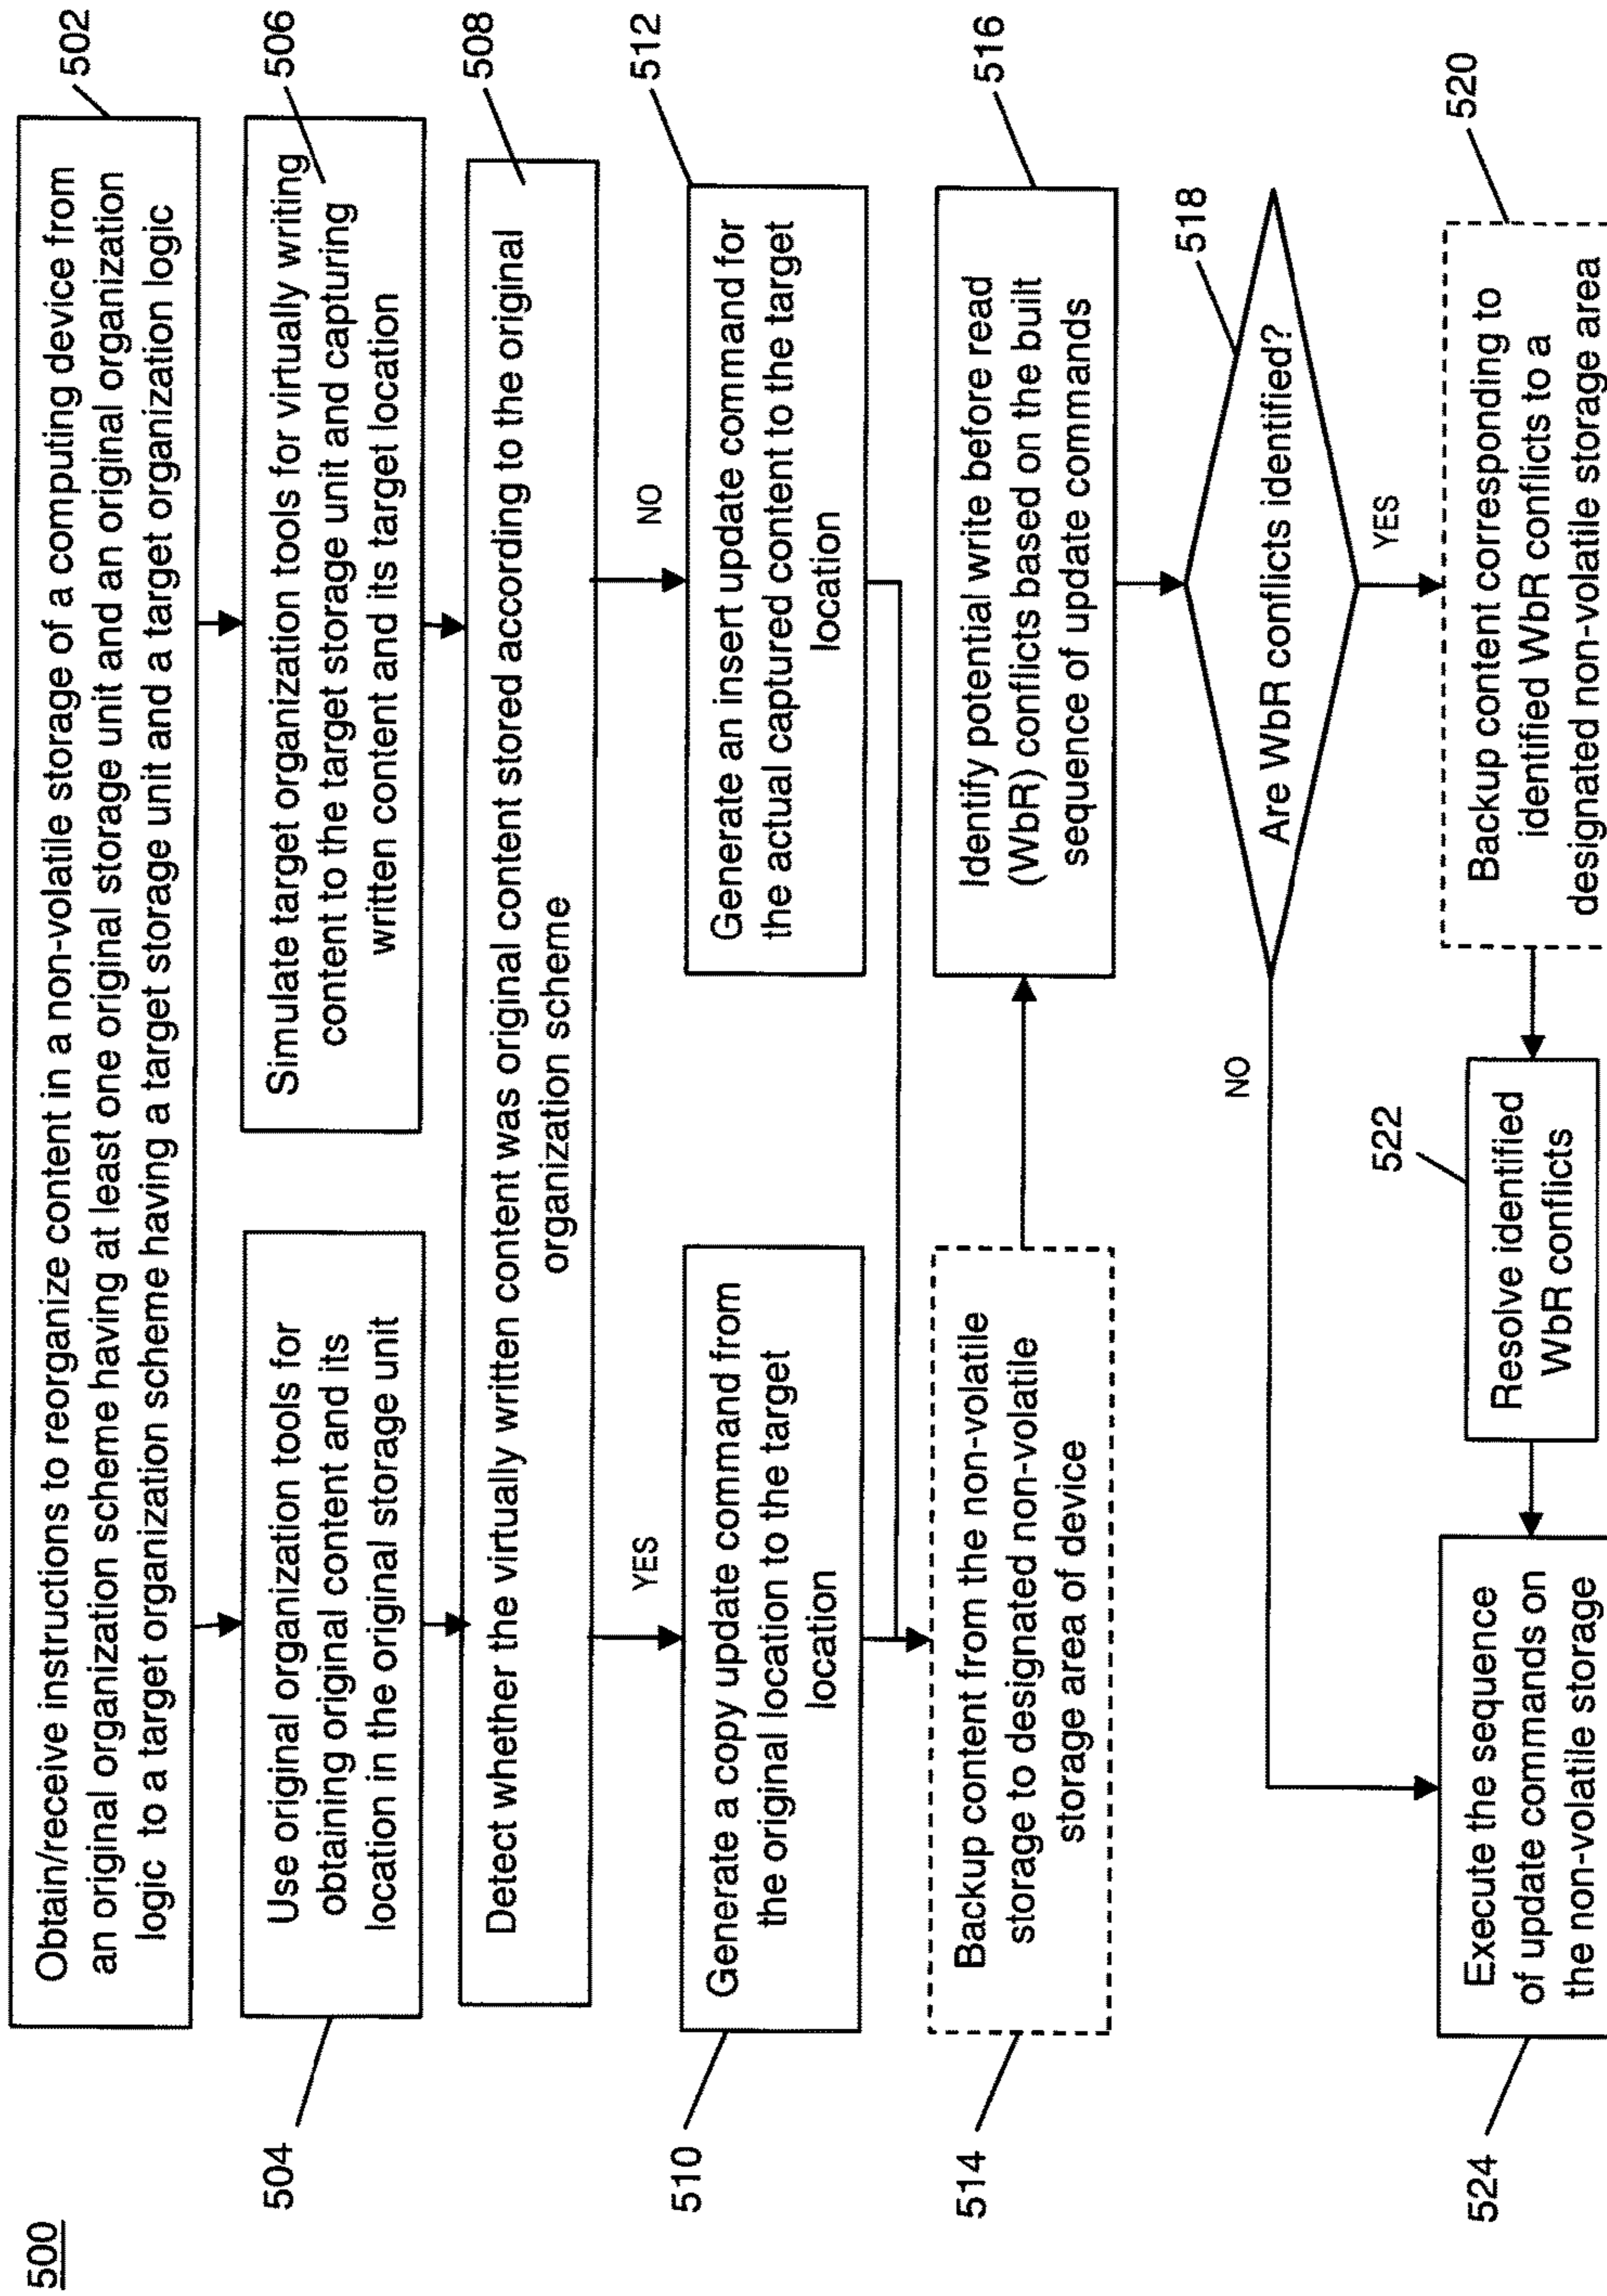 500
502
Obtain/receive instructions to reorganize content in a non-volatile storage of a computing device from
an original organization scheme having at least one original storage unit and an original organization
logic to a target organization scheme having a target storage unit and a target organization logic
504
Use original organization tools for
obtaining original content and its
location in the original storage unit
506
Simulate target organization tools for virtually writing
content to the target storage unit and capturing
written content and its target location
508
Detect whether the virtually written content was original content stored according to the original
organization scheme
YES
NO
510
Generate a copy update command from
the original location to the target
location
512
Generate an insert update command for
the actual captured content to the target
location
514
Backup content from the non-volatile
storage to designated non-volatile
storage area of device
516
Identify potential write before read
(WbR) conflicts based on the built
sequence of update commands
518
Are WbR conflicts identified?
NO
YES
520
Backup content corresponding to
identified WbR conflicts to a
designated non-volatile storage area
522
Resolve identified
WbR conflicts
524
Execute the sequence
of update commands on
the non-volatile storage